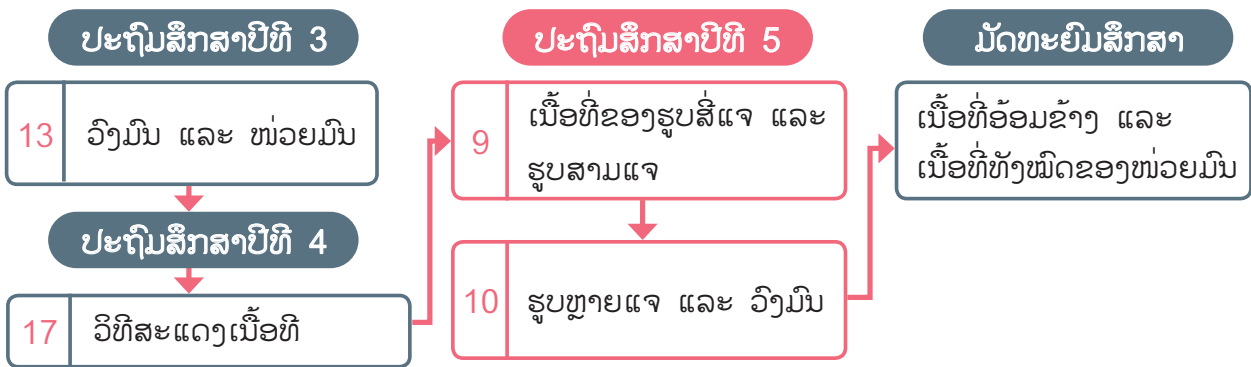 ປະຖົມສຶກສາປີທີ 3
13 ວົງມົນ ແລະ ໜ່ວຍມົນ
ປະຖົມສຶກສາປີທີ 4
17 ວິທີສະແດງເນື້ອທີ
ປະຖົມສຶກສາປີທີ 5
9 ເນື້ອທີ່ຂອງຮູບສີ່ແຈ ແລະ
ຮູບສາມແຈ
10 ຮູບຫຼາຍແຈ ແລະ ວົງມົນ
ມັດທະຍົມສຶກສາ
ເນື້ອທີ່ອ້ອມຂ້າງ ແລະ
ເນື້ອທີ່ທັງໝົດຂອງໜ່ວຍມົນ